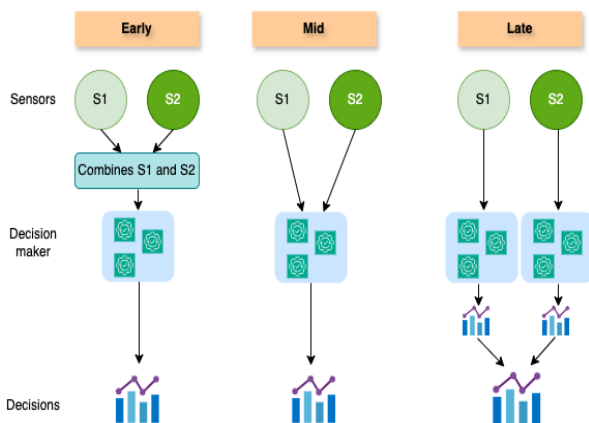 Early Mid Late
Sensors S1 S2 S1 S2 S1 S2
Combines S1 and S2
Decision
maker
Decisions